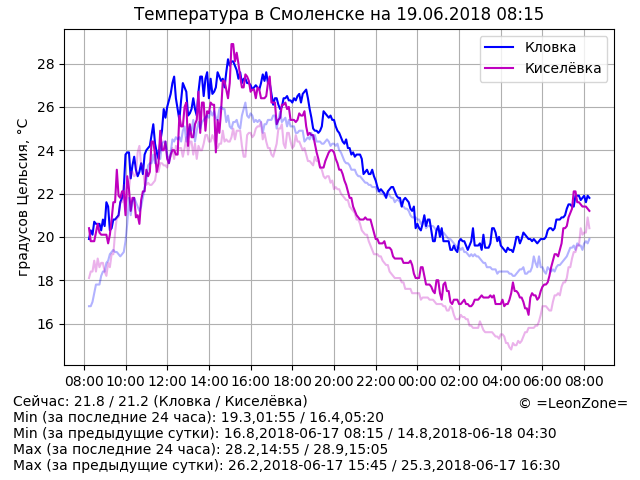 Температура в Смоленске на 19.06.2018 08:15
Кловка
Киселёвка
градусов Цельсия, °C
28
26
24
22
20
18
16
08:00 10:00 12:00 14:00 16:00 18:00 20:00 22:00 00:00 02:00 04:00 06:00 08:00
Сейчас: 21.8 / 21.2 (Кловка / Киселёвка)
© =LeonZone=
Min (за последние 24 часа): 19.3,01:55 / 16.4,05:20
Min (за предыдущие сутки): 16.8,2018-06-17 08:15 / 14.8,2018-06-18 04:30
Max (за последние 24 часа): 28.2,14:55 / 28.9,15:05
Max (за предыдущие сутки): 26.2,2018-06-17 15:45 / 25.3,2018-06-17 16:30